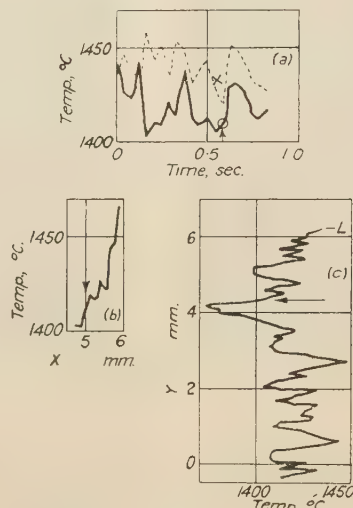 Temp, °C
1450
1400
X
(a)
0
0·5
1·0
Time, sec.
Temp, °C.
1450
1400
(b)
5
6
X
mm.
-L
(c)
6
4
2
0
Y
mm.
1400
1450
Temp °C